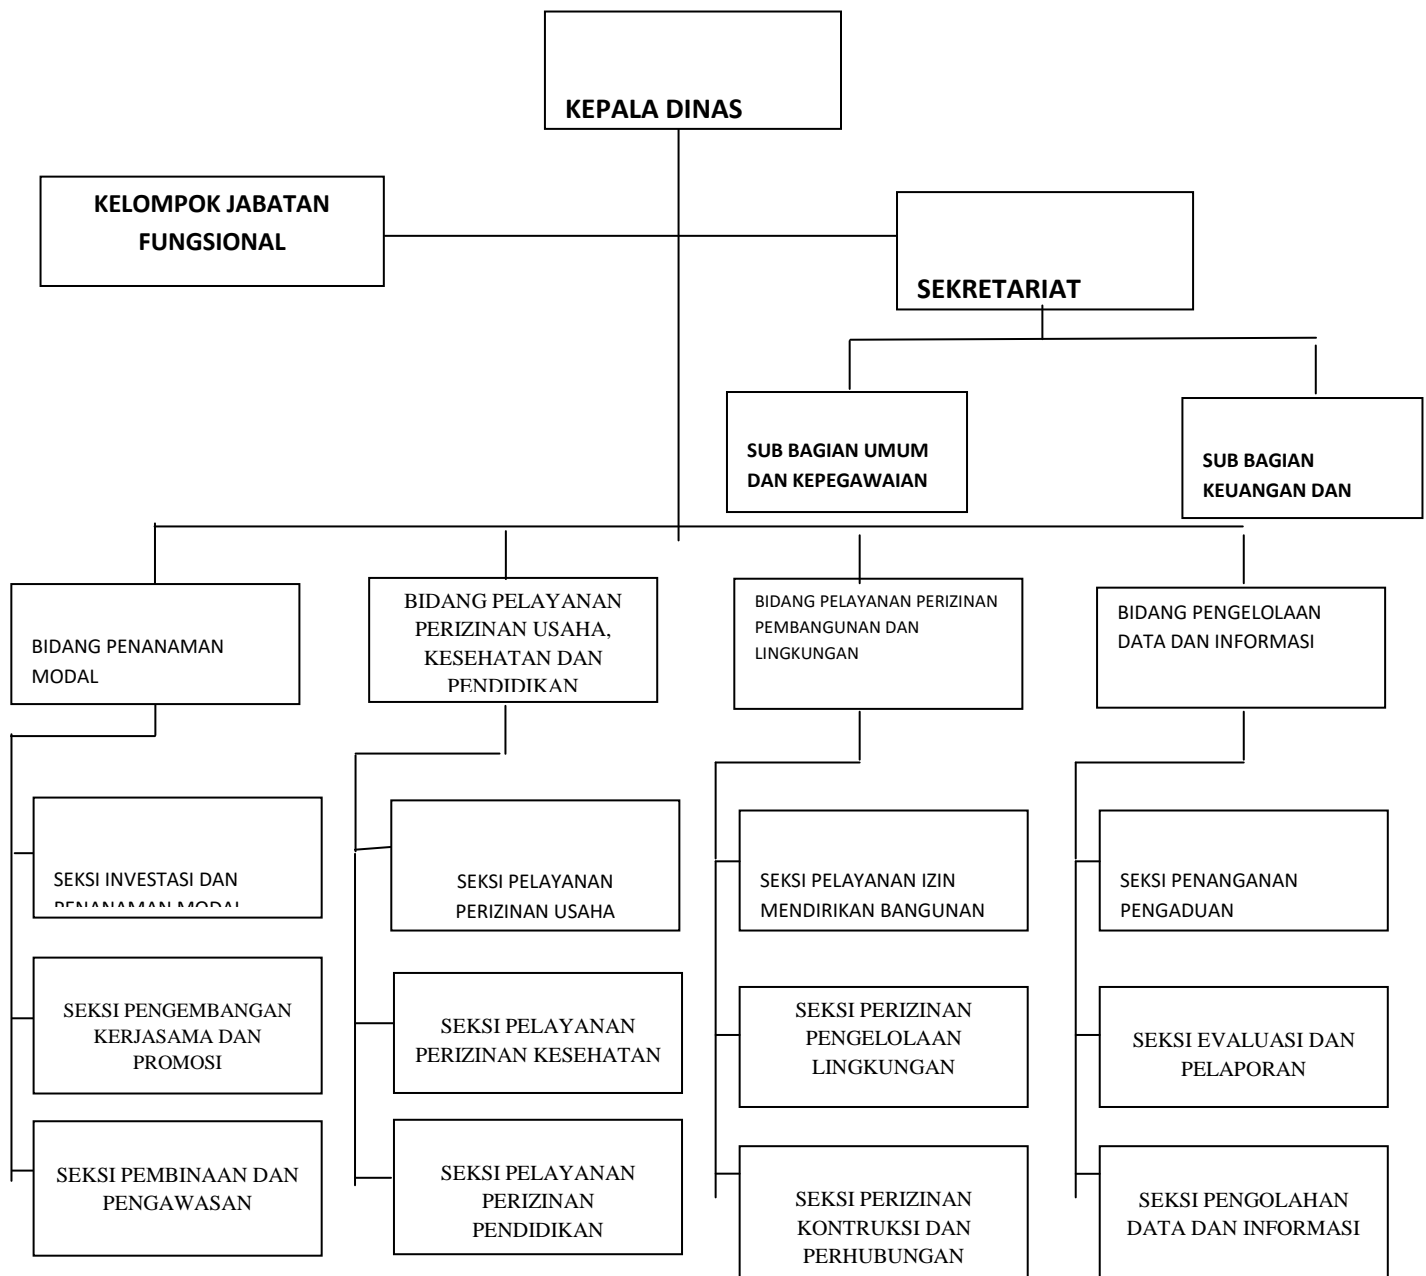 KEPALA DINAS
KELOMPOK JABATAN
FUNGSIONAL
SEKRETARIAT
SUB BAGIAN UMUM
DAN KEPEGAWAIAN
SUB BAGIAN
KEUANGAN DAN
BIDANG PENANAMAN
MODAL
BIDANG PELAYANAN
PERIZINAN USAHA,
KESEHATAN DAN
PENDIDIKAN
BIDANG PELAYANAN PERIZINAN
PEMBANGUNAN DAN
LINGKUNGAN
BIDANG PENGELOLAAN
DATA DAN INFORMASI
SEKSI INVESTASI DAN
PENANAMAN MODAL
SEKSI PELAYANAN
PERIZINAN USAHA
SEKSI PELAYANAN IZIN
MENDIRIKAN BANGUNAN
SEKSI PENANGANAN
PENGADUAN
SEKSI PENGEMBANGAN
KERJASAMA DAN
PROMOSI
SEKSI PELAYANAN
PERIZINAN KESEHATAN
SEKSI PERIZINAN
PENGELOLAAN
LINGKUNGAN
SEKSI EVALUASI DAN
PELAPORAN
SEKSI PEMBINAAN DAN
PENGAWASAN
SEKSI PELAYANAN
PERIZINAN
PENDIDIKAN
SEKSI PERIZINAN
KONTRUKSI DAN
PERHUBUNGAN
SEKSI PENGOLAHAN
DATA DAN INFORMASI